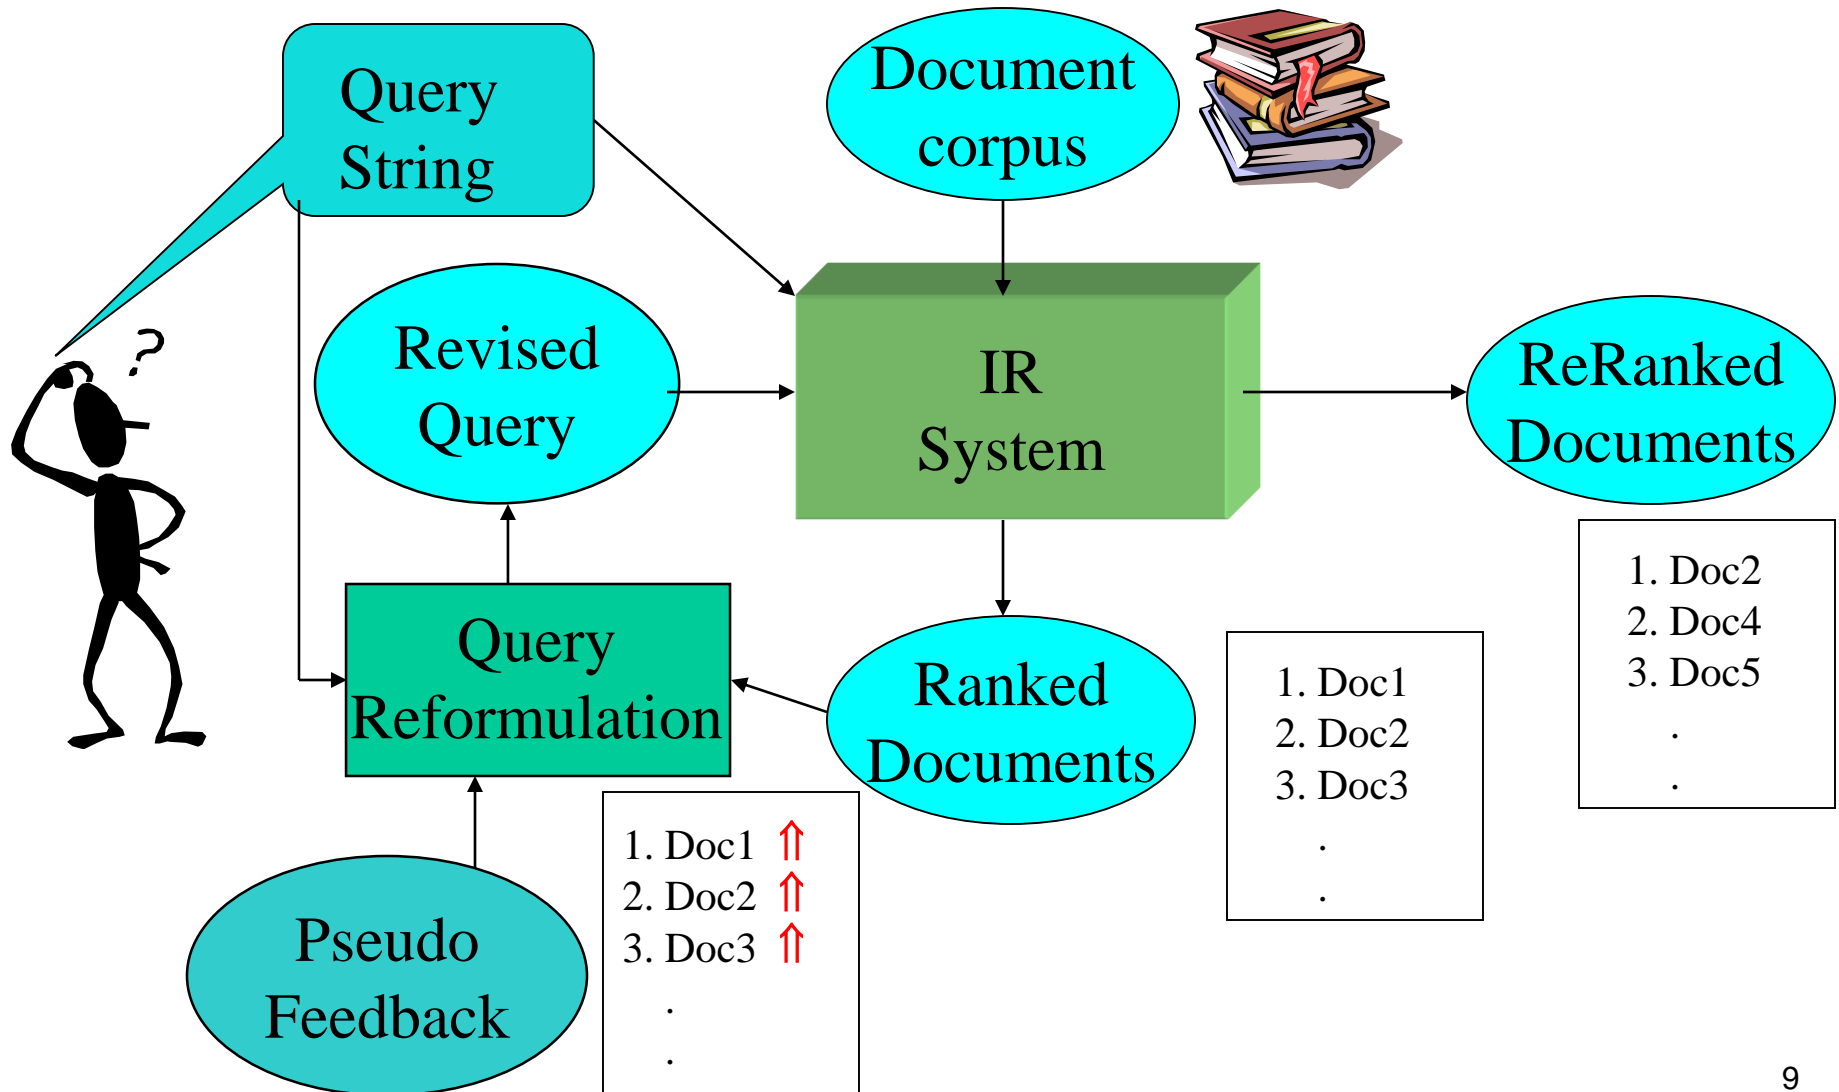 Query
String
Document
corpus
?
Revised
Query
IR
System
ReRanked
Documents
1. Doc2
2. Doc4
3. Doc5
.
.
Query
Reformulation
Ranked
Documents
1. Doc1
2. Doc2
3. Doc3
.
.
1. Doc1 ⇑
2. Doc2 ⇑
3. Doc3 ⇑
.
.
Pseudo
Feedback
9